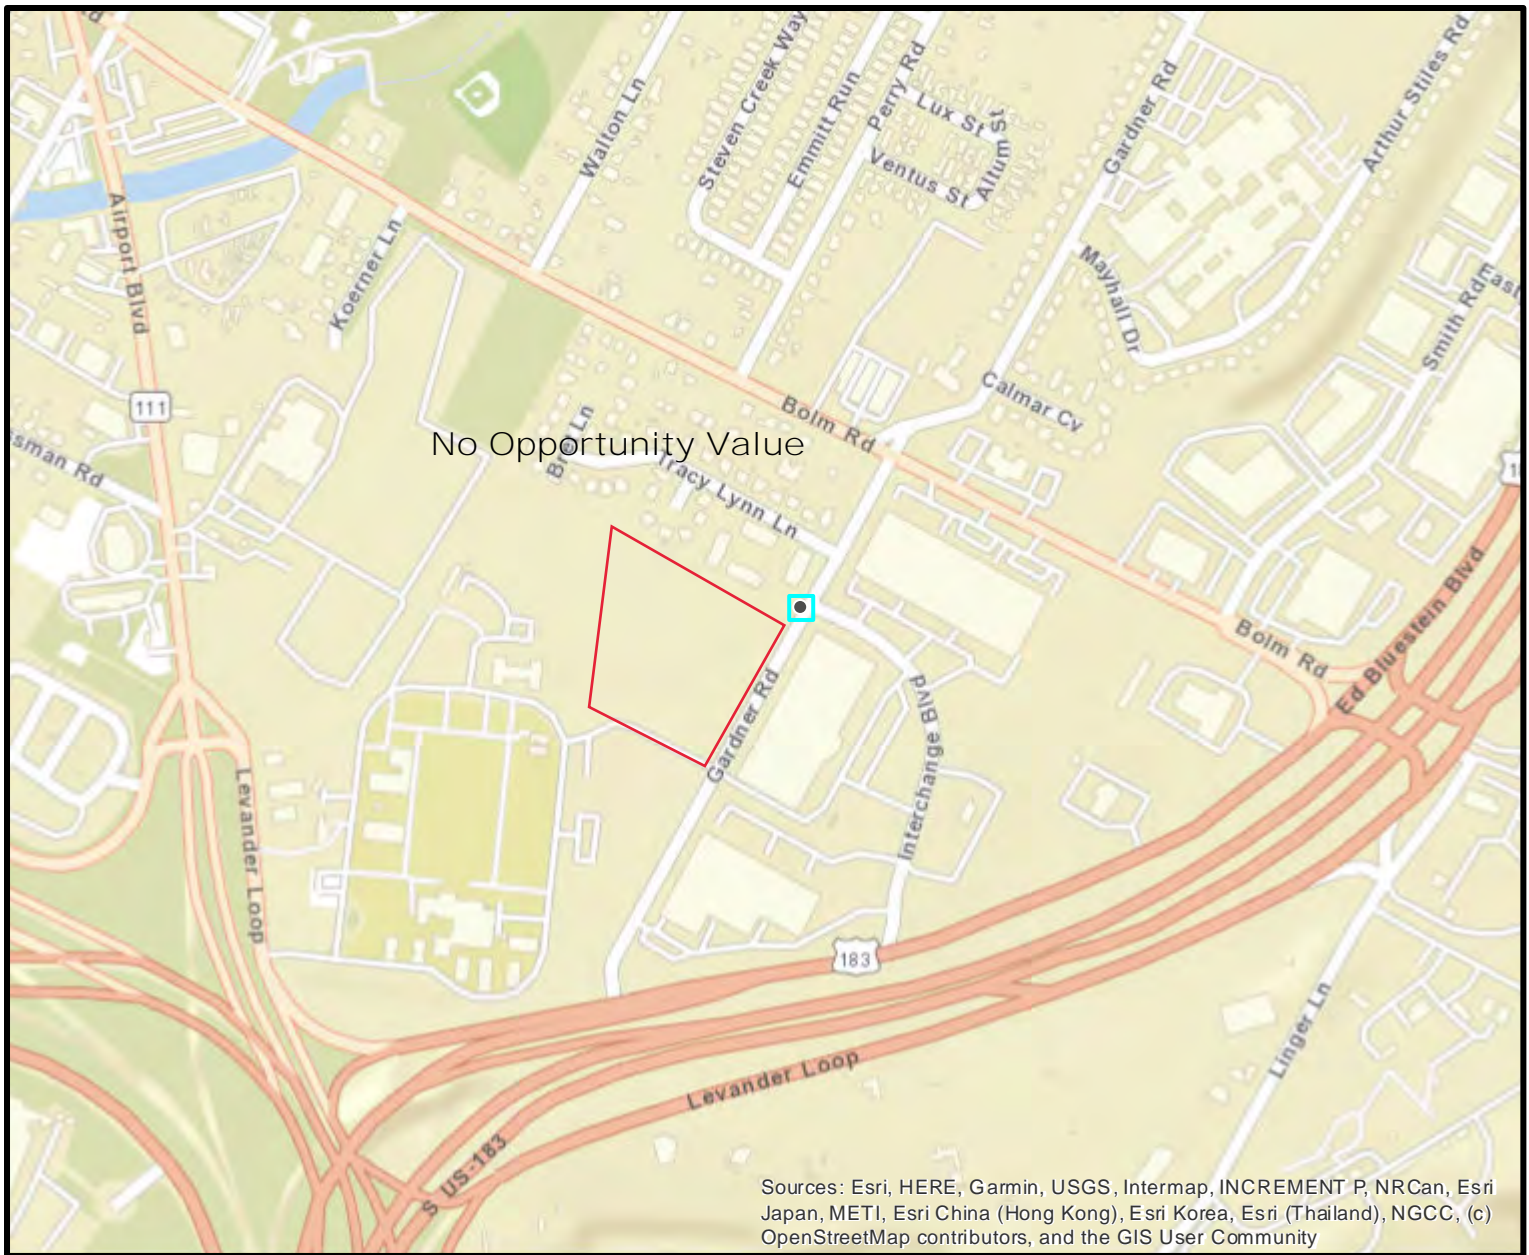 Walton Ln
Steven Creek Way
Emmitt Run
Perry Rd
Lux St
Altum St
Ventus St
Gardner Rd
Arthur Stiles Rd
Airport Blvd
Koerner Ln
Mayhall Dr
Smith Rd
East
111
Calmar Cv
Bolm Rd
No Opportunity Value
Tracy Lynn Ln
Bolm Rd
Ed Bluestein Blvd
Gardner Rd
Interchange Blvd
Levander Loop
183
Linger Ln
Levander Loop
S US-183
Sources: Esri, HERE, Garmin, USGS, Intermap, INCREMENT P, NRCan, Esri
Japan, METI, Esri China (Hong Kong), Esri Korea, Esri (Thailand), NGCC, (c)
OpenStreetMap contributors, and the GIS User Community